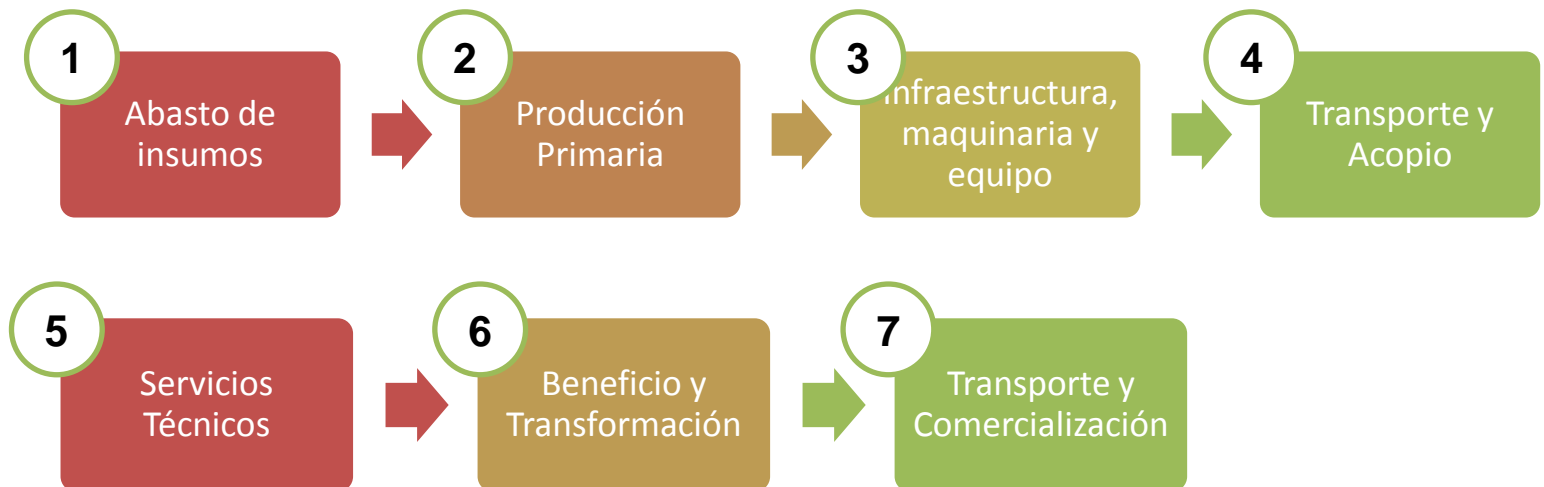 1
Abasto de
insumos
2
Producción
Primaria
3
Infraestructura,
maquinaria y
equipo
4
Transporte y
Acopio
5
Servicios
Técnicos
6
Beneficio y
Transformación
7
Transporte y
Comercialización